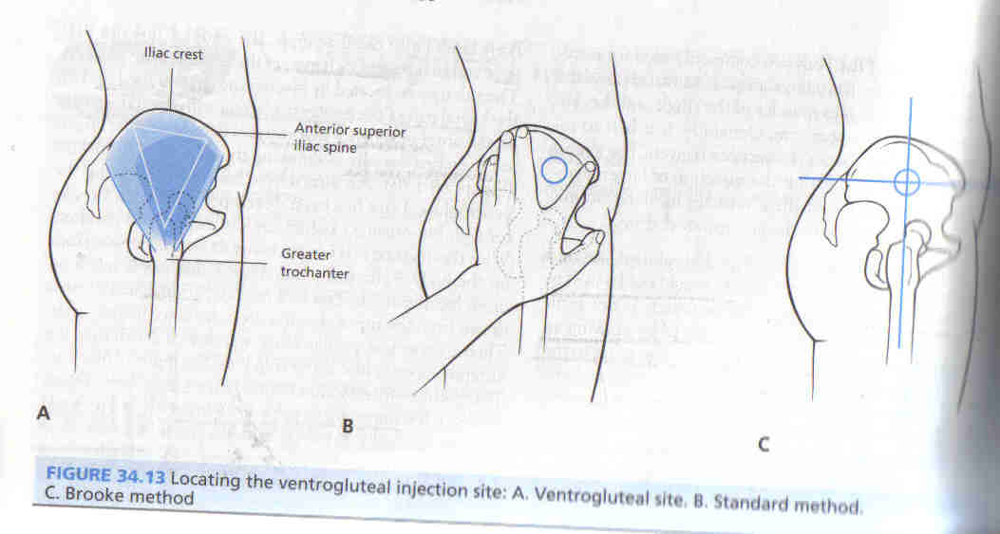 Iliac crest
Anterior superior
iliac spine
Greater
trochanter
A
B
C
FIGURE 34.13 Locating the ventrogluteal injection site: A. Ventrogluteal site. B. Standard method.
C. Brooke method